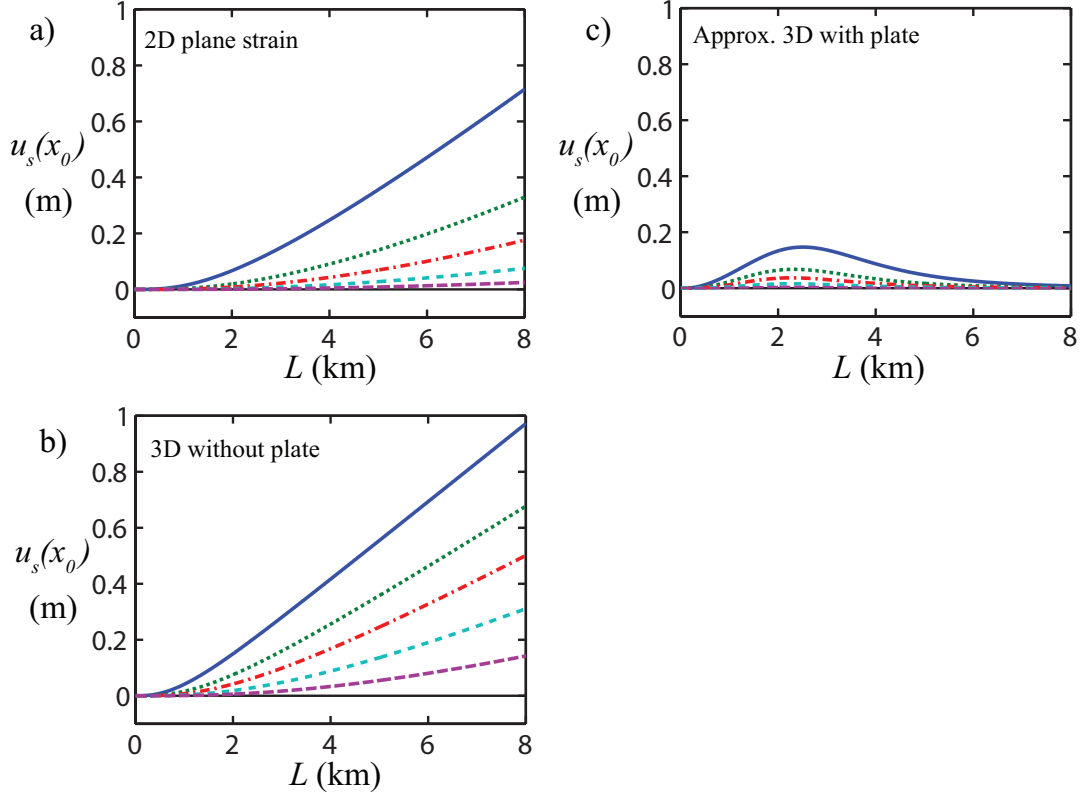 a)
2D plane strain
1
0.8
0.6
0.4
0.2
0
u_s(x_0)
(m)
0 2 4 6 8
L (km)
c)
Approx. 3D with plate
1
0.8
0.6
0.4
0.2
0
u_s(x_0)
(m)
0 2 4 6 8
L (km)
b)
3D without plate
1
0.8
0.6
0.4
0.2
0
u_s(x_0)
(m)
0 2 4 6 8
L (km)